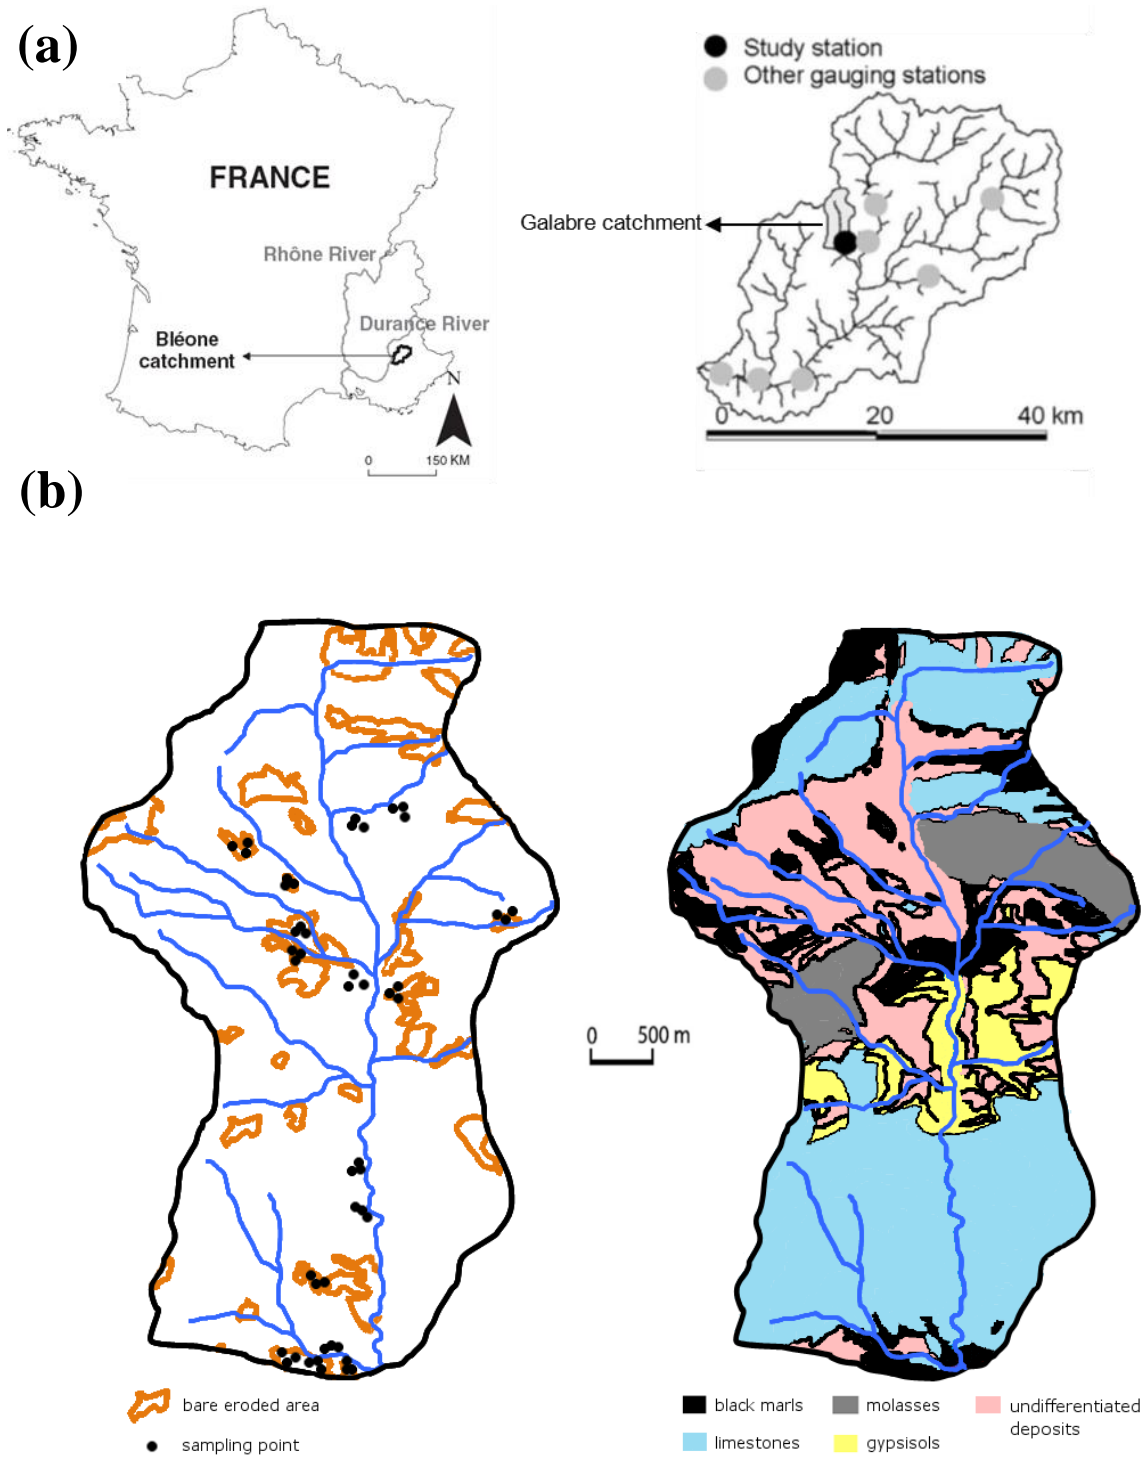 (a)
FRANCE
Rhône River
Durance River
Bléone
catchment
N
0 150 KM
Study station
Other gauging stations
Galabre catchment
0 20 40 km
(b)
0 500 m
bare eroded area
sampling point
black marls
molasses
undifferentiated
deposits
limestones
gypsisols